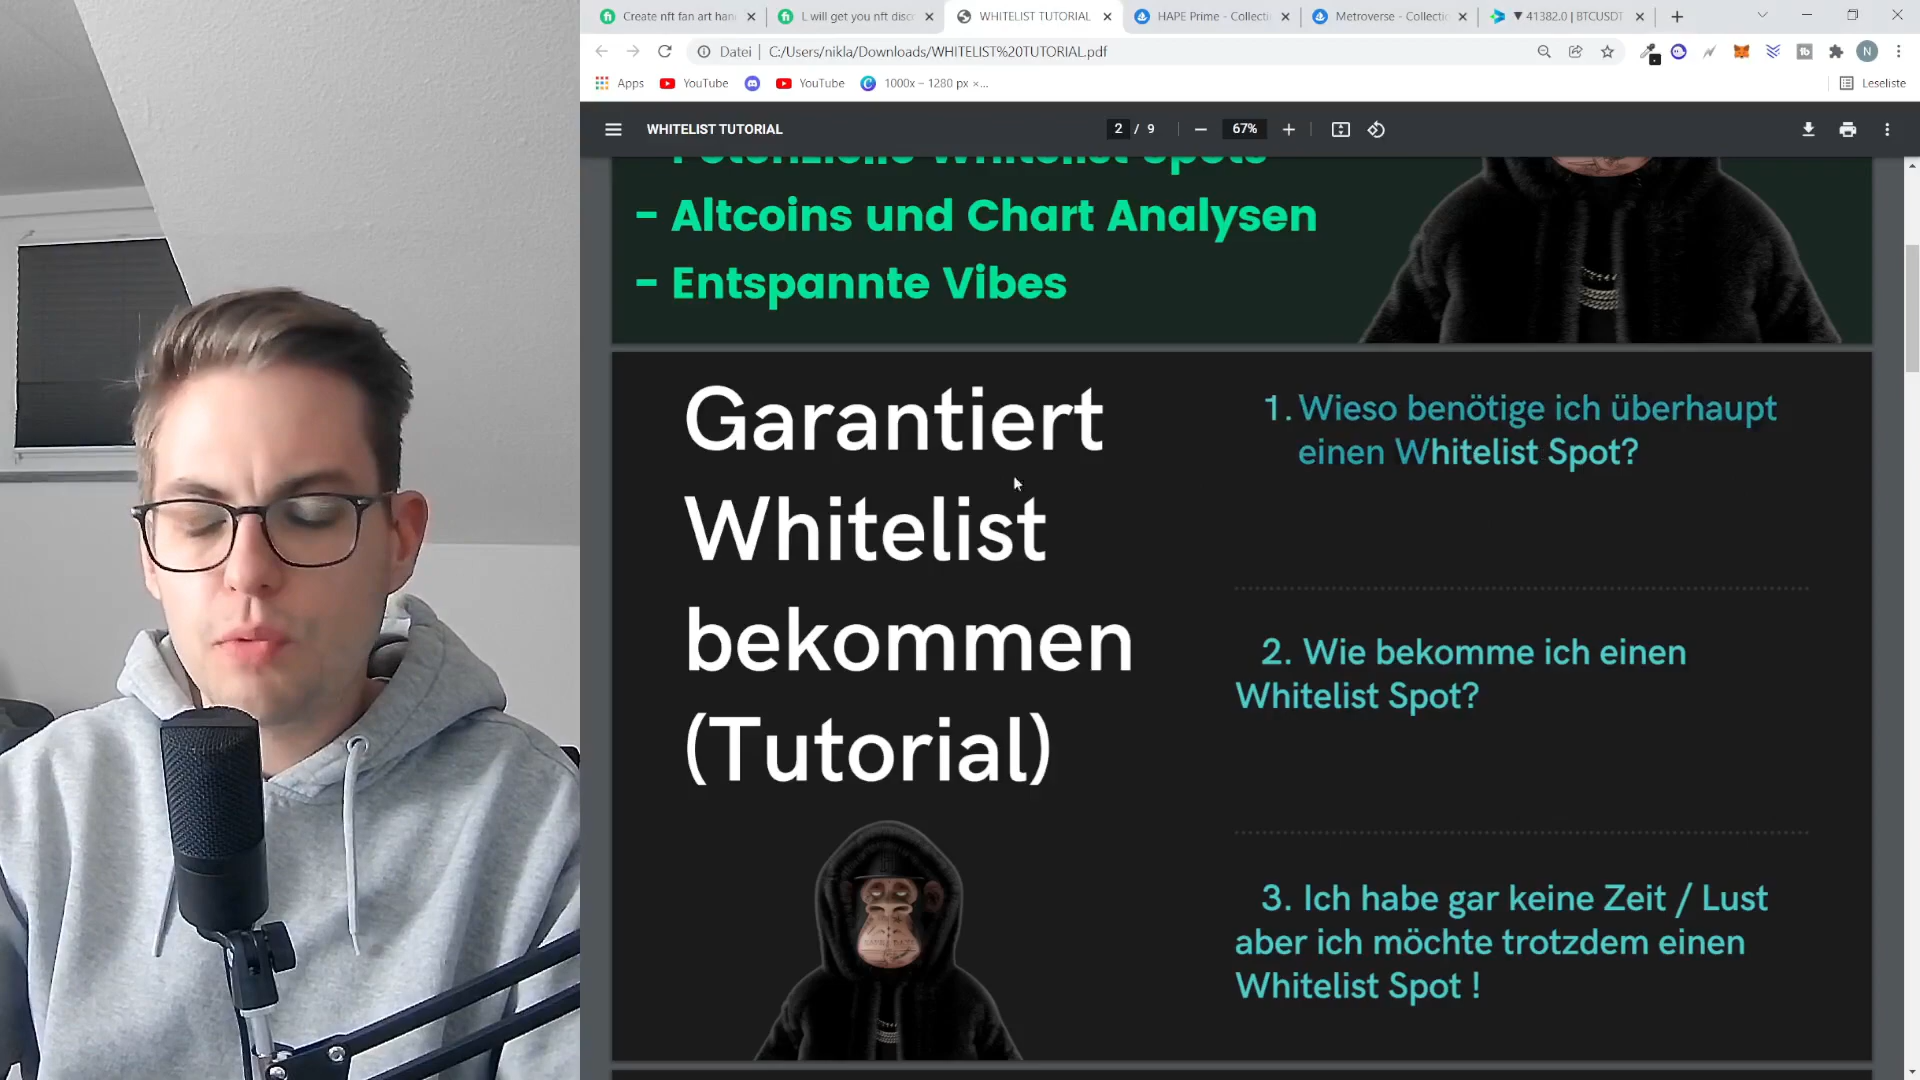 Create nft fan art han
L will get you nft disc
WHITELIST TUTORIAL
HAPE Prime - Collecti
Metroverse - Collectio
▼ 41382.0 | BTCUSDT
Datei | C:/Users/nikla/Downloads/WHITELIST%20TUTORIAL.pdf
N
Apps
YouTube
YouTube
1000x – 1280 px ×...
Leseliste
WHITELIST TUTORIAL
2 / 9
67%
- Potenzielle Whitelist Spots
- Altcoins und Chart Analysen
- Entspannte Vibes
Garantiert
Whitelist
bekommen
(Tutorial)
1. Wieso benötige ich überhaupt
einen Whitelist Spot?
2. Wie bekomme ich einen
Whitelist Spot?
3. Ich habe gar keine Zeit / Lust
aber ich möchte trotzdem einen
Whitelist Spot !